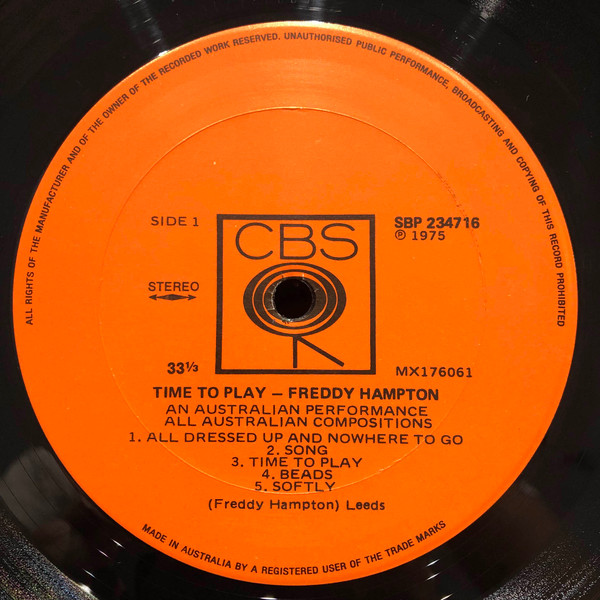 ALL RIGHTS OF THE MANUFACTURER AND OF THE OWNER OF THE RECORDED WORK RESERVED. UNAUTHORISED PUBLIC PERFORMANCE, BROADCASTING AND COPYING OF THIS RECORD PROHIBITED
SIDE 1
CBS
SBP 234716
℗ 1975
STEREO
33⅓
MX176061
TIME TO PLAY – FREDDY HAMPTON
AN AUSTRALIAN PERFORMANCE
ALL AUSTRALIAN COMPOSITIONS
1. ALL DRESSED UP AND NOWHERE TO GO
2. SONG
3. TIME TO PLAY
4. BEADS
5. SOFTLY
(Freddy Hampton) Leeds
MADE IN AUSTRALIA BY A REGISTERED USER OF THE TRADE MARKS